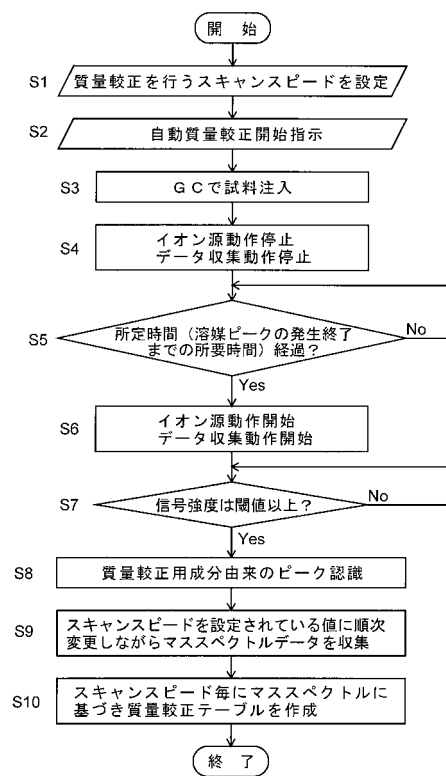 開 始
S1
質量較正を行うスキャンスピードを設定
S2
自動質量較正開始指示
S3
ＧＣで試料注入
S4
イオン源動作停止
データ収集動作停止
S5
所定時間（溶媒ピークの発生終了
までの所要時間）経過？
No
Yes
S6
イオン源動作開始
データ収集動作開始
S7
信号強度は閾値以上？
No
Yes
S8
質量較正用成分由来のピーク認識
S9
スキャンスピードを設定されている値に順次
変更しながらマススペクトルデータを収集
S10
スキャンスピード毎にマススペクトルに
基づき質量較正テーブルを作成
終 了